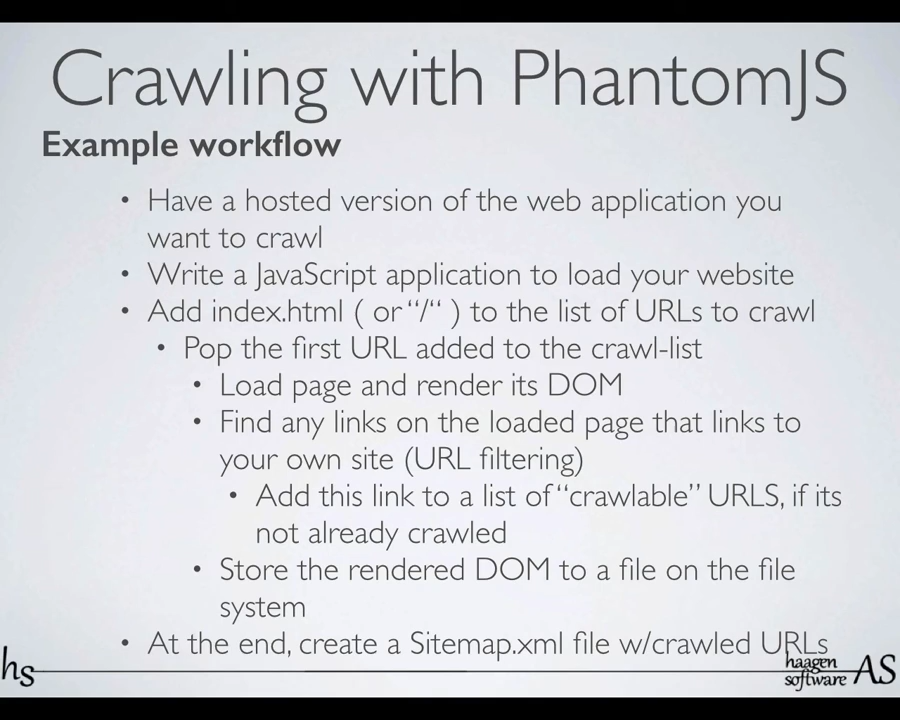 Crawling with PhantomJS
Example workflow
• Have a hosted version of the web application you
want to crawl
• Write a JavaScript application to load your website
• Add index.html ( or “/“ ) to the list of URLs to crawl
• Pop the first URL added to the crawl-list
• Load page and render its DOM
• Find any links on the loaded page that links to
your own site (URL filtering)
• Add this link to a list of “crawlable” URLS, if its
not already crawled
• Store the rendered DOM to a file on the file
system
• At the end, create a Sitemap.xml file w/crawled URLs
hs
haagen
software AS